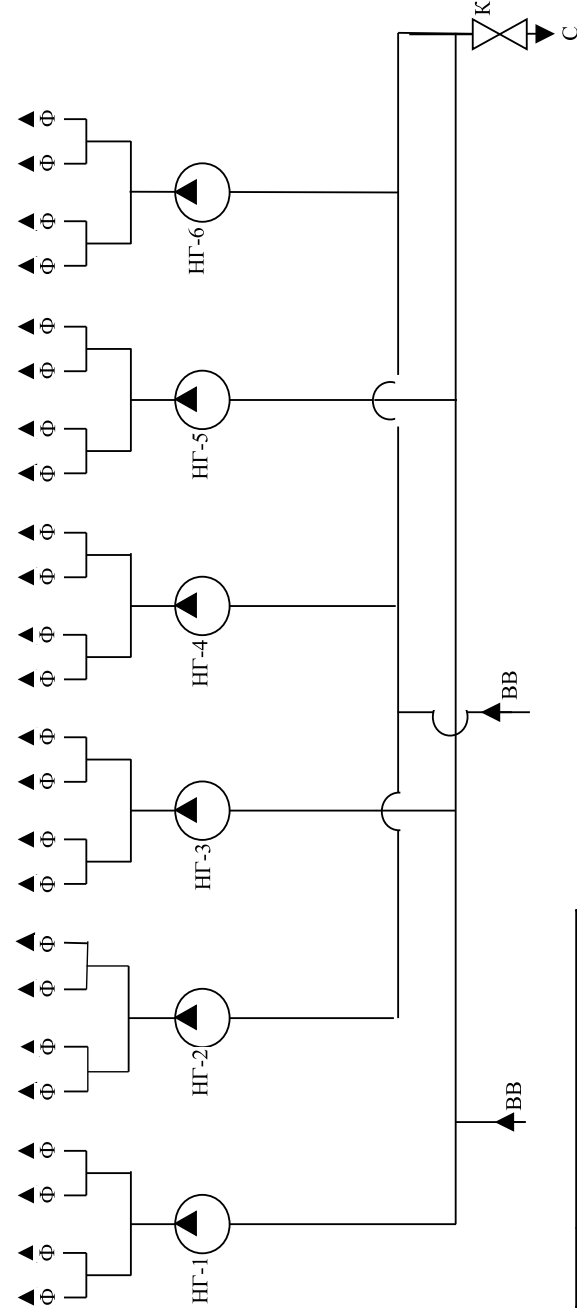 Ф Ф Ф Ф Ф Ф Ф Ф Ф Ф Ф Ф Ф Ф Ф Ф Ф Ф Ф Ф Ф Ф Ф Ф
НГ-1 НГ-2 НГ-3 НГ-4 НГ-5 НГ-6
К
ВВ ВВ
С